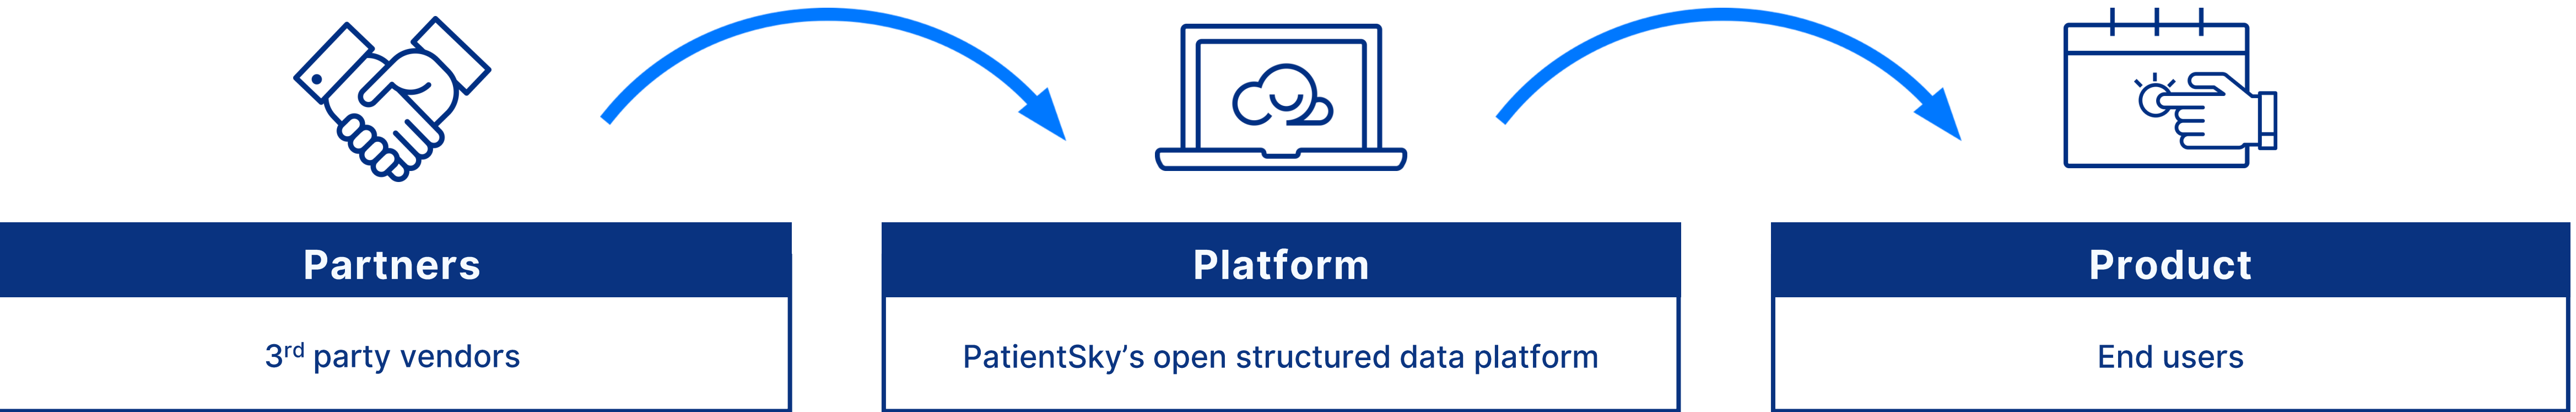 Partners
3rd party vendors
Platform
PatientSky’s open structured data platform
Product
End users